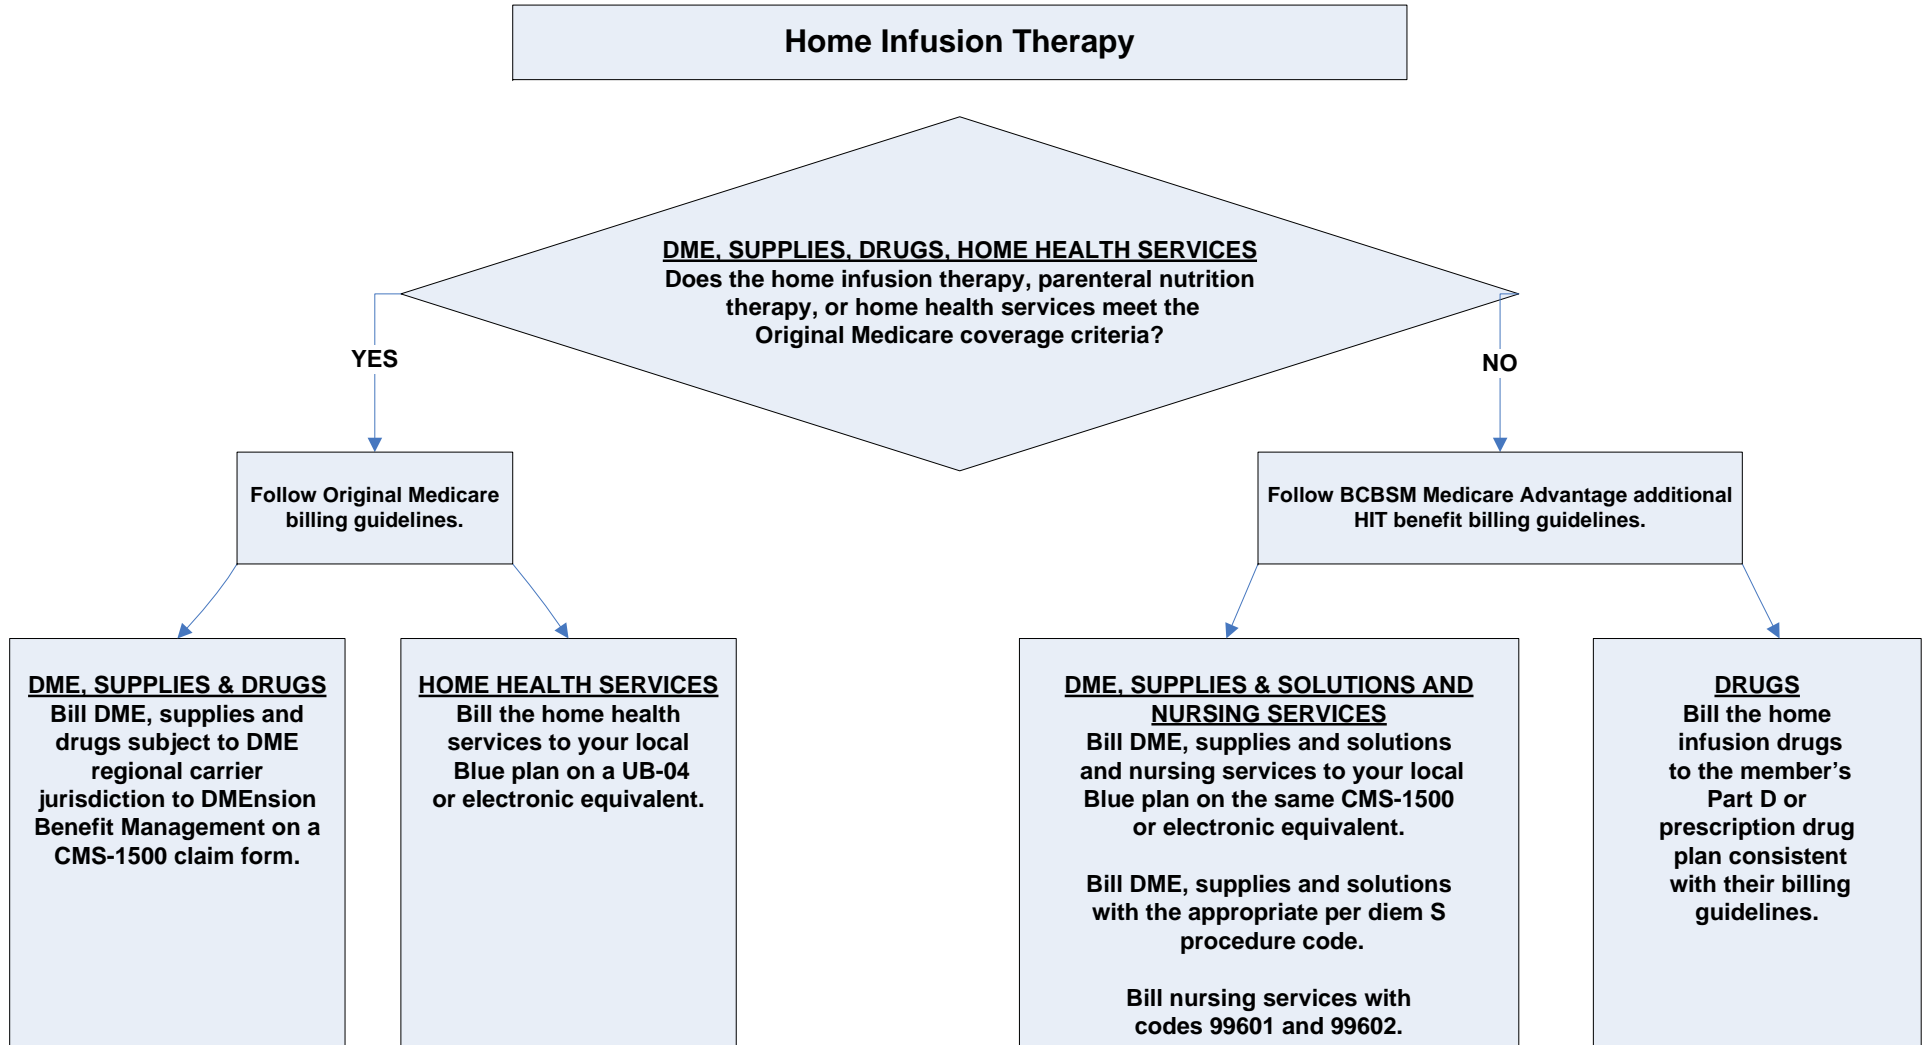 Home Infusion Therapy
DME, SUPPLIES, DRUGS, HOME HEALTH SERVICES
Does the home infusion therapy, parenteral nutrition
therapy, or home health services meet the
Original Medicare coverage criteria?
YES
NO
Follow Original Medicare
billing guidelines.
Follow BCBSM Medicare Advantage additional
HIT benefit billing guidelines.
DME, SUPPLIES & DRUGS
Bill DME, supplies and
drugs subject to DME
regional carrier
jurisdiction to DMEnsion
Benefit Management on a
CMS-1500 claim form.
HOME HEALTH SERVICES
Bill the home health
services to your local
Blue plan on a UB-04
or electronic equivalent.
DME, SUPPLIES & SOLUTIONS AND
NURSING SERVICES
Bill DME, supplies and solutions
and nursing services to your local
Blue plan on the same CMS-1500
or electronic equivalent.
Bill DME, supplies and solutions
with the appropriate per diem S
procedure code.
Bill nursing services with
codes 99601 and 99602.
DRUGS
Bill the home
infusion drugs
to the member’s
Part D or
prescription drug
plan consistent
with their billing
guidelines.